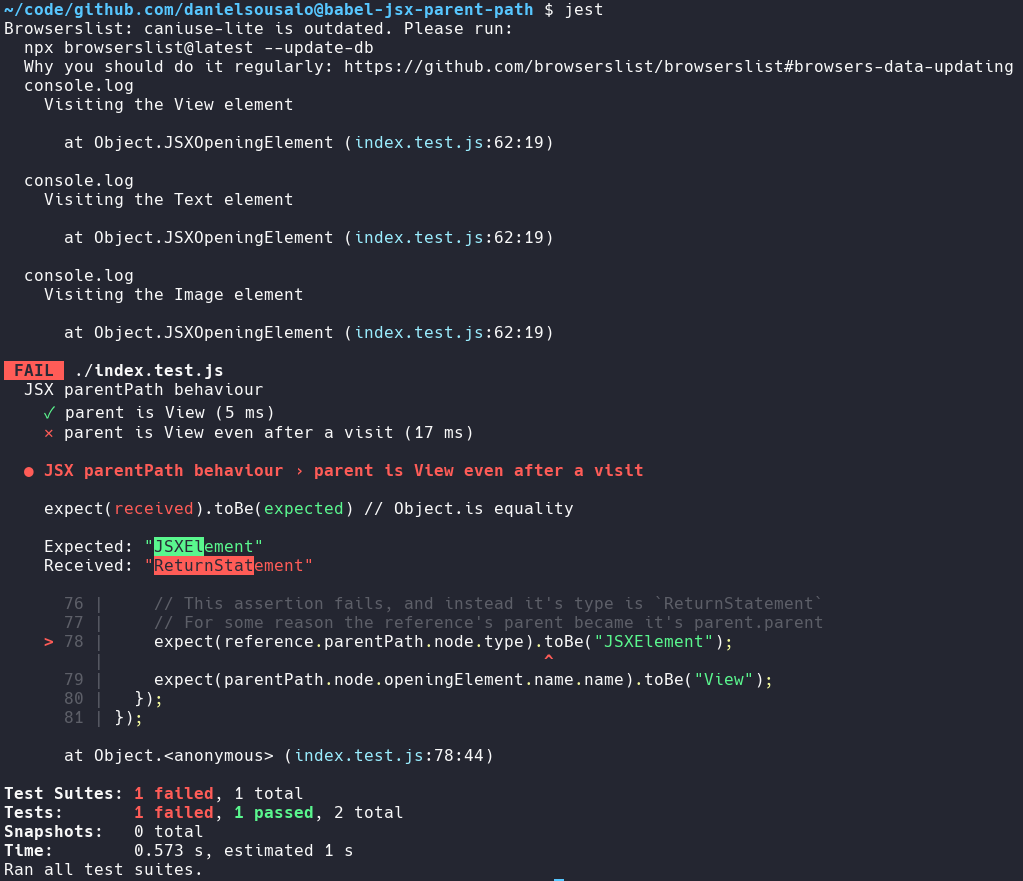 ~/code/github.com/danielsousaio@babel-jsx-parent-path $ jest
Browserslist: caniuse-lite is outdated. Please run:
  npx browserslist@latest --update-db
  Why you should do it regularly: https://github.com/browserslist/browserslist#browsers-data-updating
  console.log
    Visiting the View element
      at Object.JSXOpeningElement (index.test.js:62:19)
  console.log
    Visiting the Text element
      at Object.JSXOpeningElement (index.test.js:62:19)
  console.log
    Visiting the Image element
      at Object.JSXOpeningElement (index.test.js:62:19)
 FAIL  ./index.test.js
  JSX parentPath behaviour
    ✓ parent is View (5 ms)
    ✕ parent is View even after a visit (17 ms)
  ● JSX parentPath behaviour › parent is View even after a visit
    expect(received).toBe(expected) // Object.is equality
    Expected: "JSXElement"
    Received: "ReturnStatement"
      76 |     // This assertion fails, and instead it's type is `ReturnStatement`
      77 |     // For some reason the reference's parent became it's parent.parent
    > 78 |     expect(reference.parentPath.node.type).toBe("JSXElement");
         |                                            ^
      79 |     expect(parentPath.node.openingElement.name.name).toBe("View");
      80 |   });
      81 | });
      at Object.<anonymous> (index.test.js:78:44)
Test Suites: 1 failed, 1 total
Tests:       1 failed, 1 passed, 2 total
Snapshots:   0 total
Time:        0.573 s, estimated 1 s
Ran all test suites.